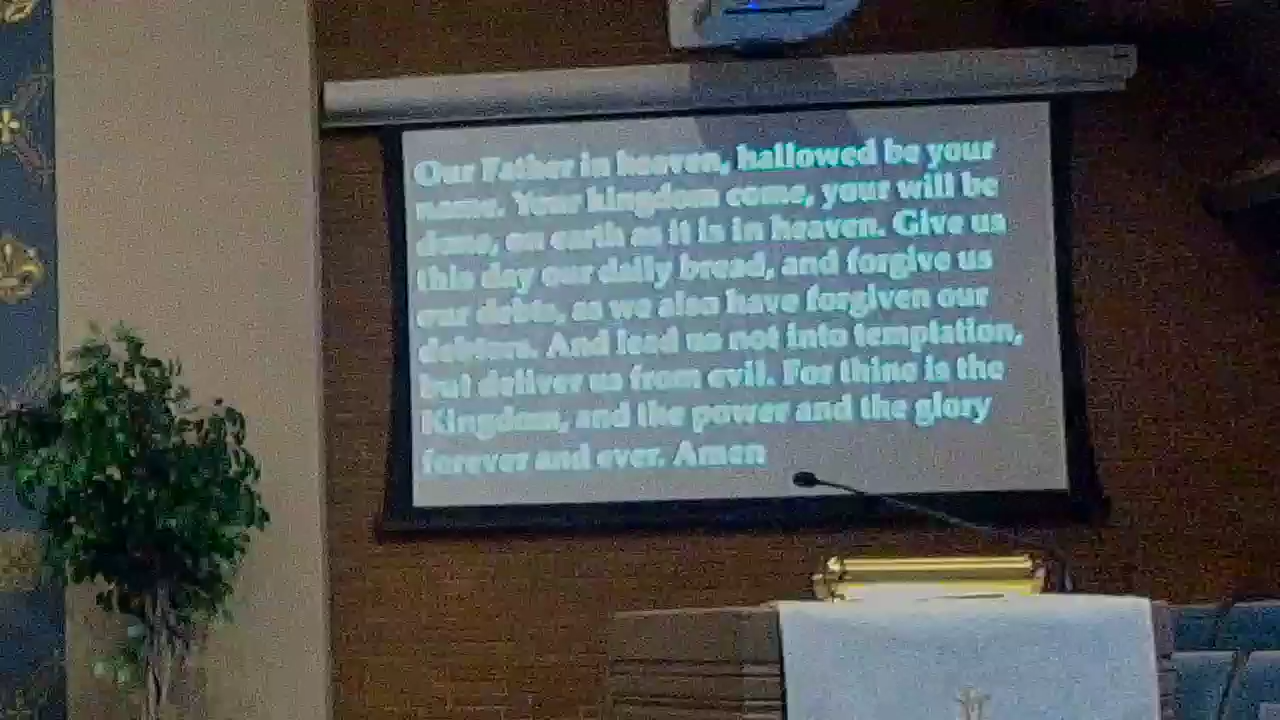 Our Father in heaven, hallowed be your
name. Your kingdom come, your will be
done, on earth as it is in heaven. Give us
this day our daily bread, and forgive us
our debts, as we also have forgiven our
debtors. And lead us not into temptation,
but deliver us from evil. For thine is the
Kingdom, and the power and the glory
forever and ever. Amen